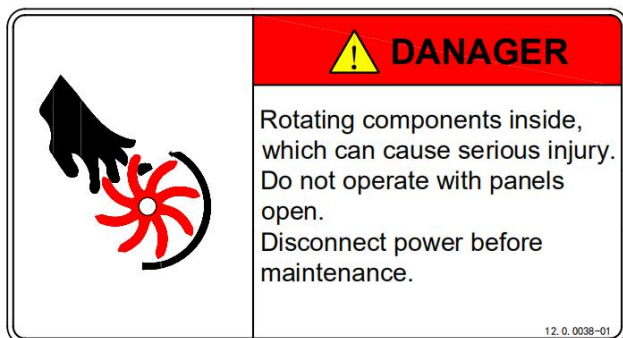 DANAGER
Rotating components inside,
which can cause serious injury.
Do not operate with panels
open.
Disconnect power before
maintenance.
12.0.0038-01